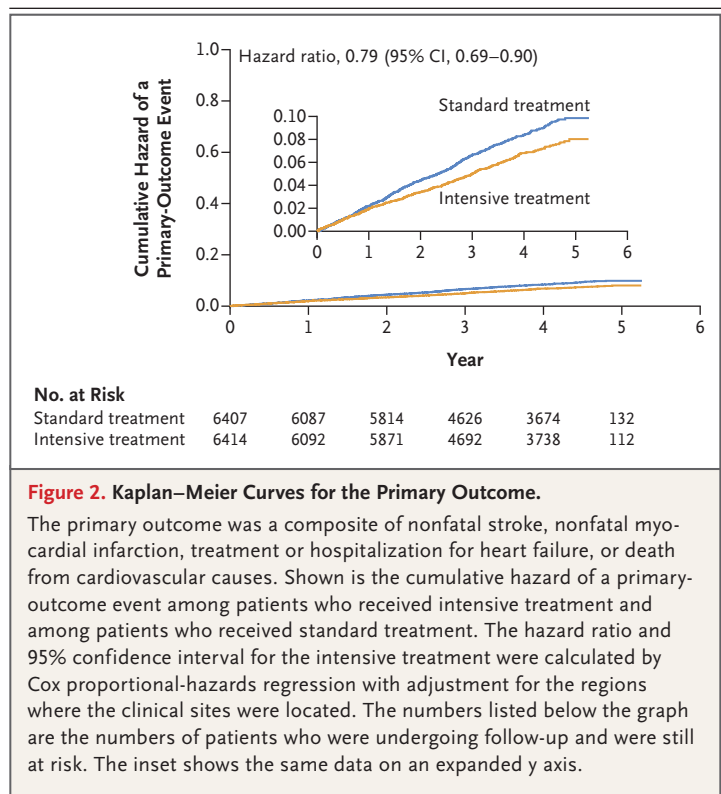 Hazard ratio, 0.79 (95% CI, 0.69–0.90)
Cumulative Hazard of a
Primary-Outcome Event
1.0
0.8
0.6
0.4
0.2
0.0
0.10
0.08
0.06
0.04
0.02
0.00
Standard treatment
Intensive treatment
0 1 2 3 4 5 6
0 1 2 3 4 5 6
Year
No. at Risk
Standard treatment 6407 6087 5814 4626 3674 132
Intensive treatment 6414 6092 5871 4692 3738 112
Figure 2. Kaplan–Meier Curves for the Primary Outcome.
The primary outcome was a composite of nonfatal stroke, nonfatal myo-
cardial infarction, treatment or hospitalization for heart failure, or death
from cardiovascular causes. Shown is the cumulative hazard of a primary-
outcome event among patients who received intensive treatment and
among patients who received standard treatment. The hazard ratio and
95% confidence interval for the intensive treatment were calculated by
Cox proportional-hazards regression with adjustment for the regions
where the clinical sites were located. The numbers listed below the graph
are the numbers of patients who were undergoing follow-up and were still
at risk. The inset shows the same data on an expanded y axis.